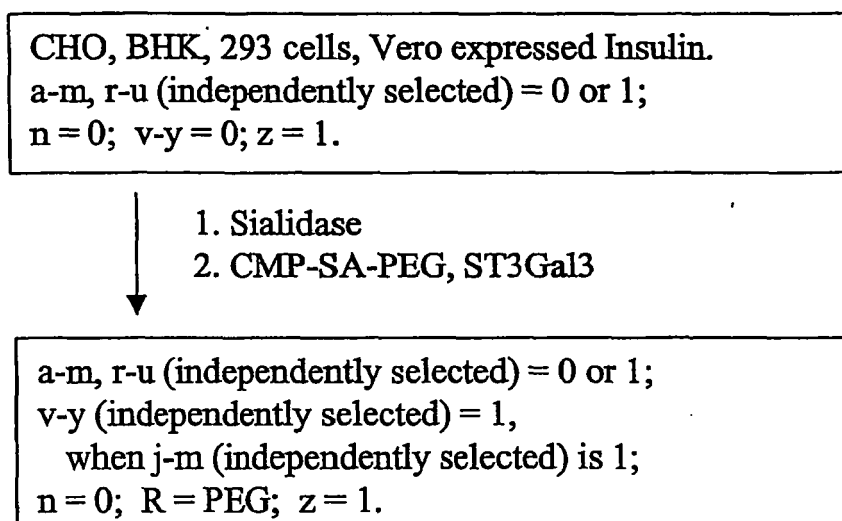 CHO, BHK, 293 cells, Vero expressed Insulin.
a-m, r-u (independently selected) = 0 or 1;
n = 0; v-y = 0; z = 1.
1. Sialidase
2. CMP-SA-PEG, ST3Gal3
a-m, r-u (independently selected) = 0 or 1;
v-y (independently selected) = 1,
when j-m (independently selected) is 1;
n = 0; R = PEG; z = 1.